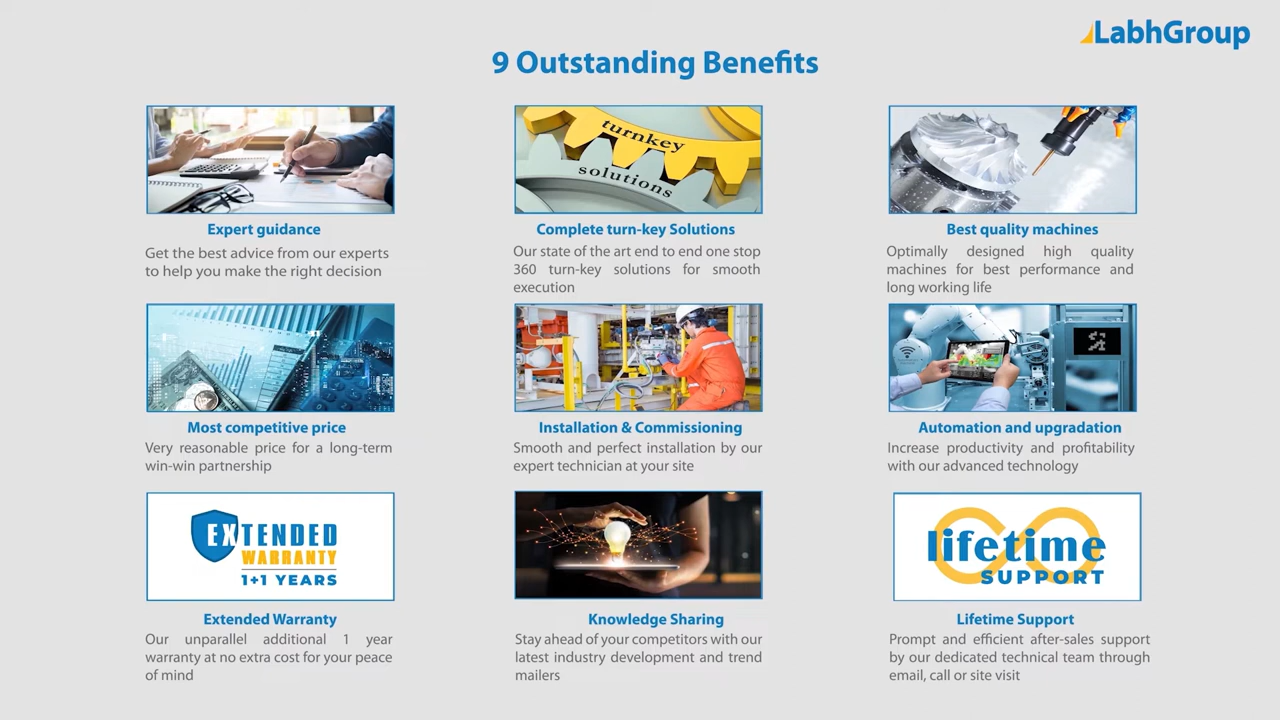 LabhGroup
9 Outstanding Benefits
turnkey
solutions
Expert guidance
Get the best advice from our experts
to help you make the right decision
Complete turn-key Solutions
Our state of the art end to end one stop
360 turn-key solutions for smooth
execution
Best quality machines
Optimally designed high quality
machines for best performance and
long working life
Most competitive price
Very reasonable price for a long-term
win-win partnership
Installation & Commissioning
Smooth and perfect installation by our
expert technician at your site
Automation and upgradation
Increase productivity and profitability
with our advanced technology
EXTENDED
WARRANTY
1+1 YEARS
Extended Warranty
Our unparallel additional 1 year
warranty at no extra cost for your peace
of mind
Knowledge Sharing
Stay ahead of your competitors with our
latest industry development and trend
mailers
lifetime
SUPPORT
Lifetime Support
Prompt and efficient after-sales support
by our dedicated technical team through
email, call or site visit